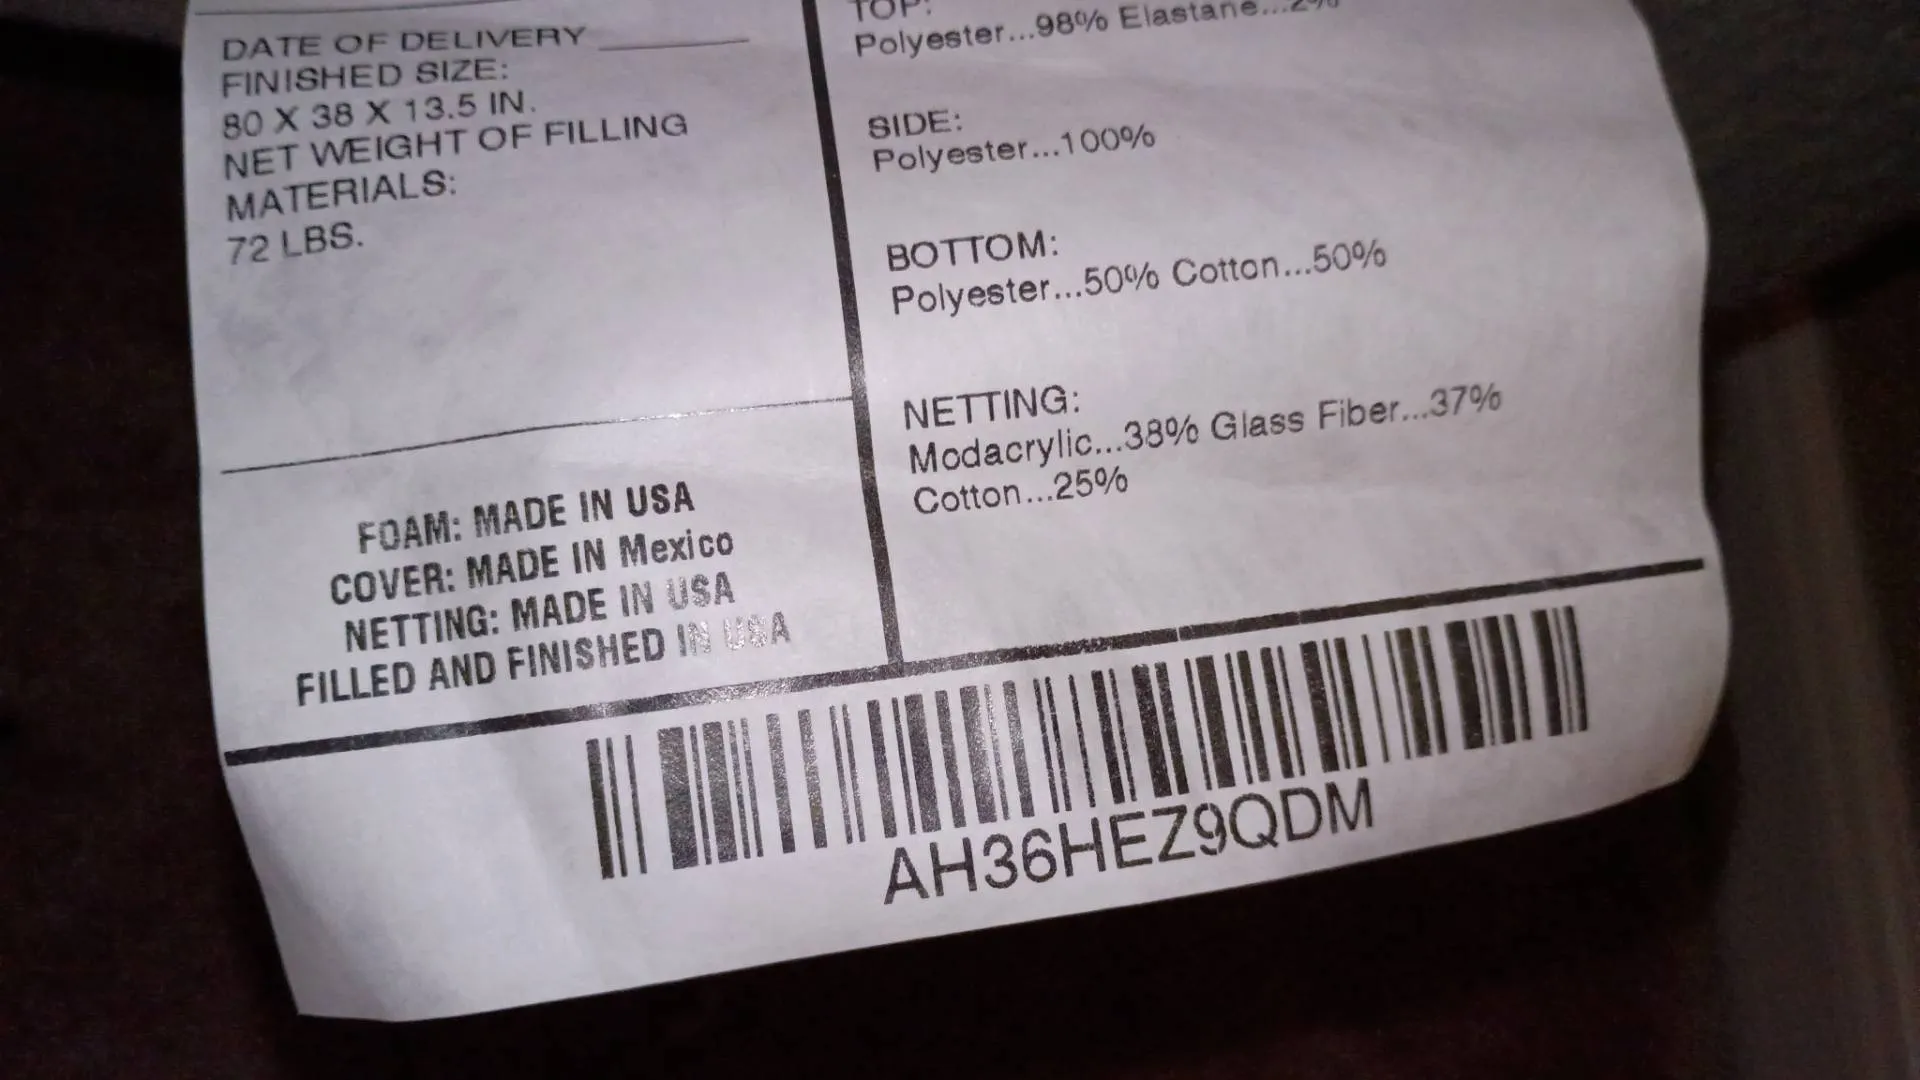 DATE OF DELIVERY
FINISHED SIZE:
80 X 38 X 13.5 IN.
NET WEIGHT OF FILLING
MATERIALS:
72 LBS.
FOAM: MADE IN USA
COVER: MADE IN Mexico
NETTING: MADE IN USA
FILLED AND FINISHED IN USA
TOP:
Polyester...98% Elastane...2%
SIDE:
Polyester...100%
BOTTOM:
Polyester...50% Cotton...50%
NETTING:
Modacrylic...38% Glass Fiber...37%
Cotton...25%
AH36HEZ9QDM